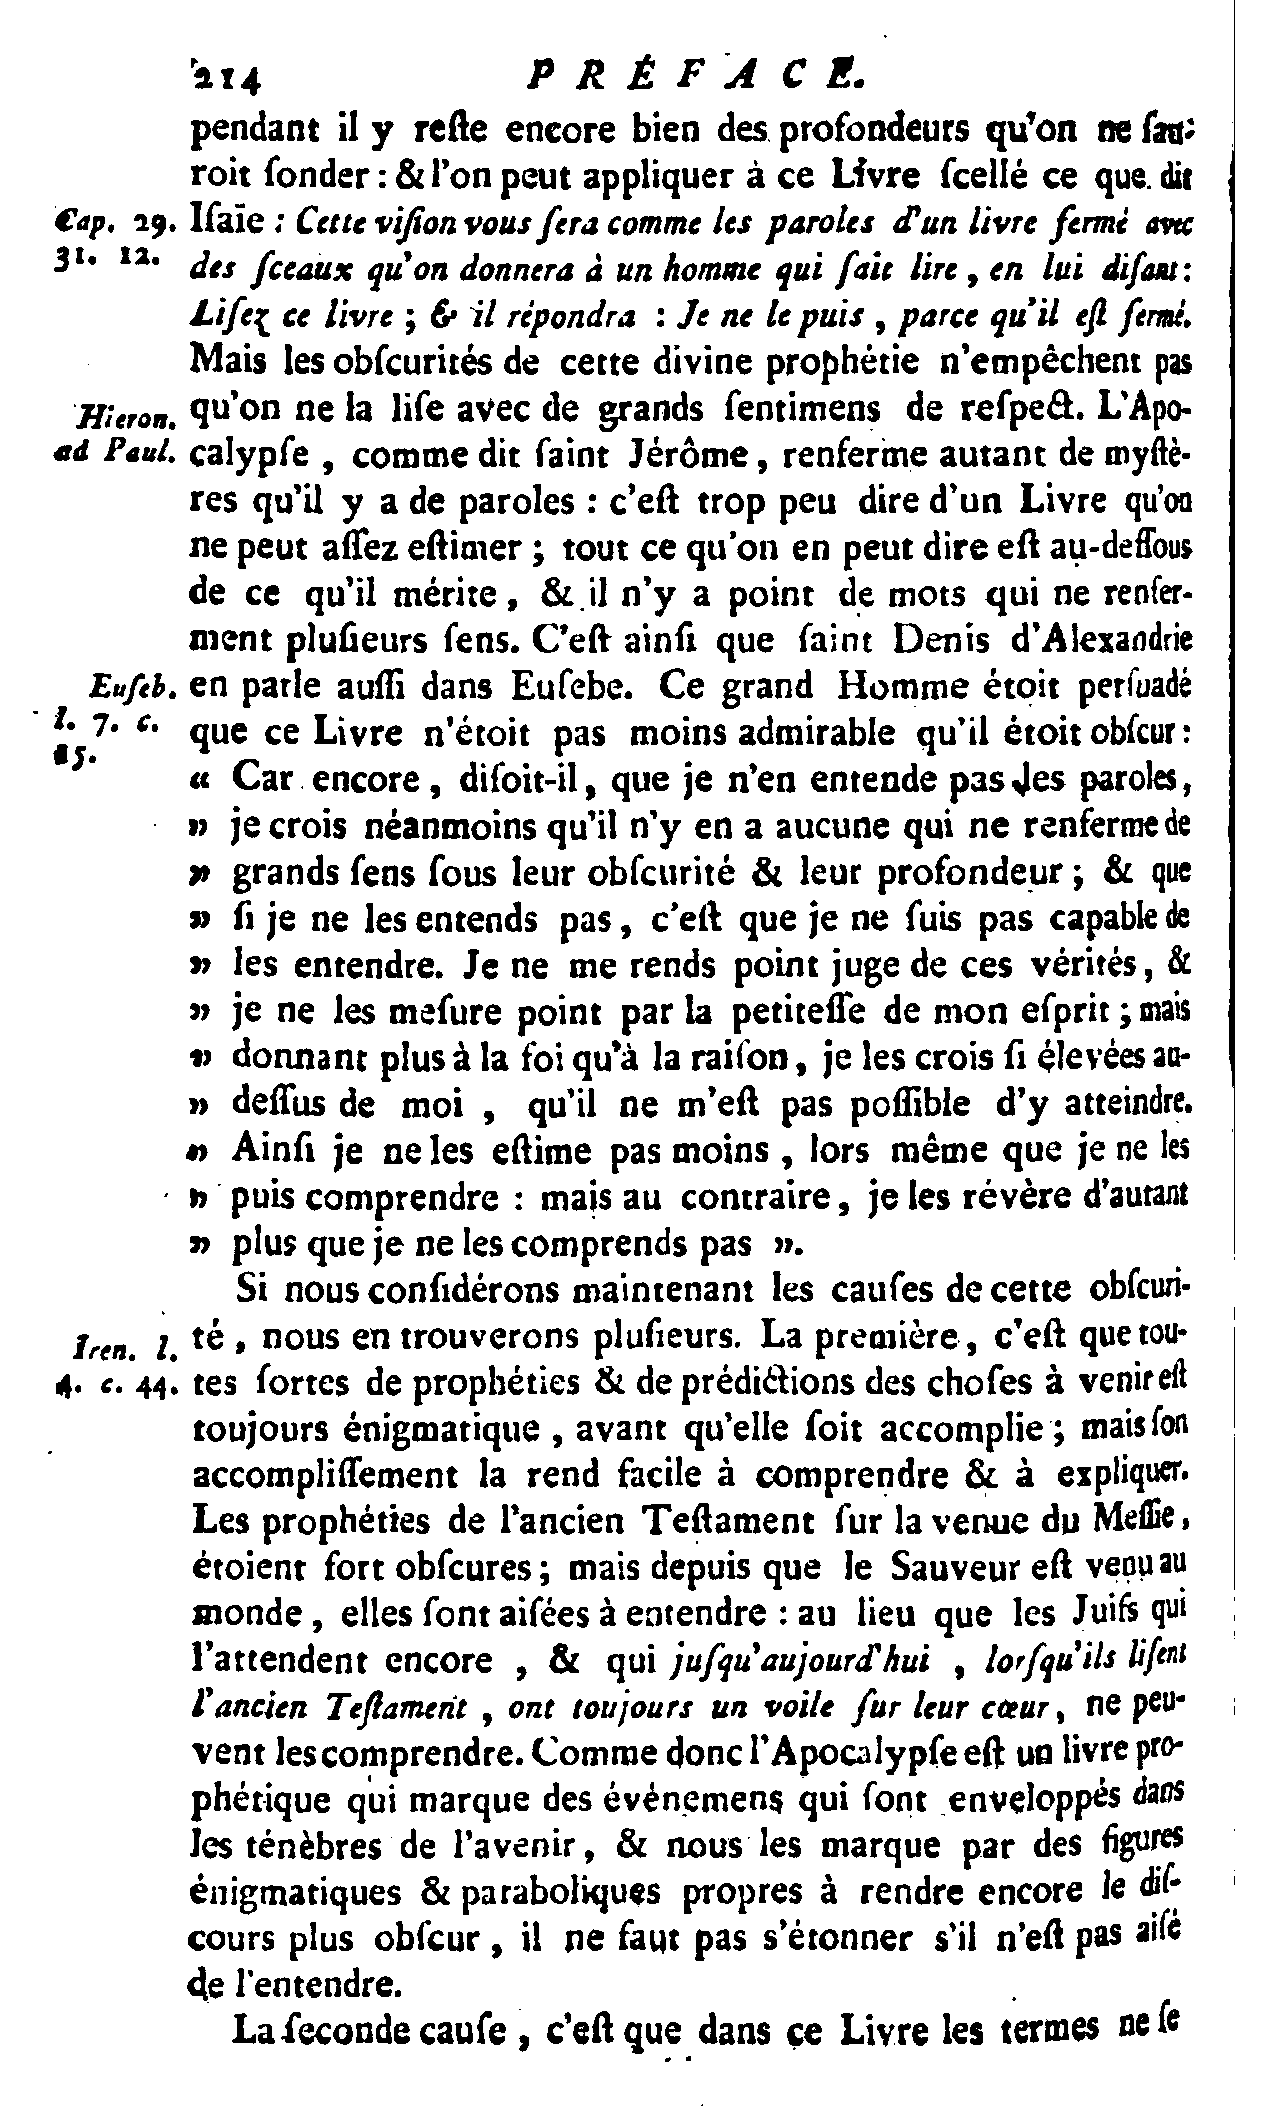 214 PRÉFACE.
pendant il y reſte encore bien des profondeurs qu'on ne ſau-
roit ſonder : & l'on peut appliquer à ce Livre ſcellé ce que dit
Cap. 29. Iſaïe : Cette viſion vous ſera comme les paroles d'un livre fermé avec
31. 12. des ſceaux qu'on donnera à un homme qui ſait lire, en lui diſant :
Liſez ce livre ; & il répondra : Je ne le puis, parce qu'il eſt fermé.
Mais les obſcurités de cette divine prophétie n'empêchent pas
Hieron. qu'on ne la liſe avec de grands ſentimens de reſpect. L'Apo-
ad Paul. calypſe, comme dit ſaint Jérôme, renferme autant de myſtè-
res qu'il y a de paroles : c'eſt trop peu dire d'un Livre qu'on
ne peut aſſez eſtimer ; tout ce qu'on en peut dire eſt au-deſſous
de ce qu'il mérite, & il n'y a point de mots qui ne renfer-
ment pluſieurs ſens. C'eſt ainſi que ſaint Denis d'Alexandrie
Euſeb. en parle auſſi dans Euſebe. Ce grand Homme étoit perſuadé
l. 7. c. que ce Livre n'étoit pas moins admirable qu'il étoit obſcur :
25.
“ Car encore, diſoit-il, que je n'en entende pas les paroles,
” je crois néanmoins qu'il n'y en a aucune qui ne renferme de
” grands ſens ſous leur obſcurité & leur profondeur ; & que
” ſi je ne les entends pas, c'eſt que je ne ſuis pas capable de
” les entendre. Je ne me rends point juge de ces vérités, &
” je ne les meſure point par la petiteſſe de mon eſprit ; mais
” donnant plus à la foi qu'à la raiſon, je les crois ſi élevées au-
” deſſus de moi, qu'il ne m'eſt pas poſſible d'y atteindre.
” Ainſi je ne les eſtime pas moins, lors même que je ne les
” puis comprendre : mais au contraire, je les révère d'autant
” plus que je ne les comprends pas ”.
Si nous conſidérons maintenant les cauſes de cette obſcuri-
Iren. l. té, nous en trouverons pluſieurs. La première, c'eſt que tou-
4. c. 44. tes ſortes de prophéties & de prédictions des choſes à venir eſt
toujours énigmatique, avant qu'elle ſoit accomplie ; mais ſon
accompliſſement la rend facile à comprendre & à expliquer.
Les prophéties de l'ancien Teſtament ſur la venue du Meſſie,
étoient fort obſcures ; mais depuis que le Sauveur eſt venu au
monde, elles ſont aiſées à entendre : au lieu que les Juifs qui
l'attendent encore, & qui juſqu'aujourd'hui, lorſqu'ils liſent
l'ancien Teſtament, ont toujours un voile ſur leur cœur, ne peu-
vent les comprendre. Comme donc l'Apocalypſe eſt un livre pro-
phétique qui marque des événemens qui ſont enveloppés dans
les ténèbres de l'avenir, & nous les marque par des figures
énigmatiques & paraboliques propres à rendre encore le diſ-
cours plus obſcur, il ne faut pas s'étonner s'il n'eſt pas aiſé
de l'entendre.
La ſeconde cauſe, c'eſt que dans ce Livre les termes ne ſe